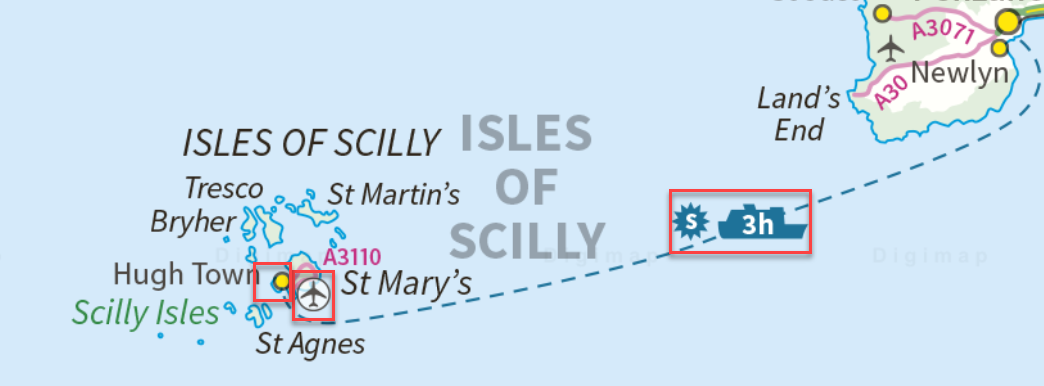 A3071
A30
Newlyn
Land's
End
ISLES OF SCILLY
ISLES
OF
SCILLY
Tresco
St Martin's
Bryher
S
3h
Digimap
Digimap
Digimap
A3110
Hugh Town
St Mary's
Scilly Isles
St Agnes